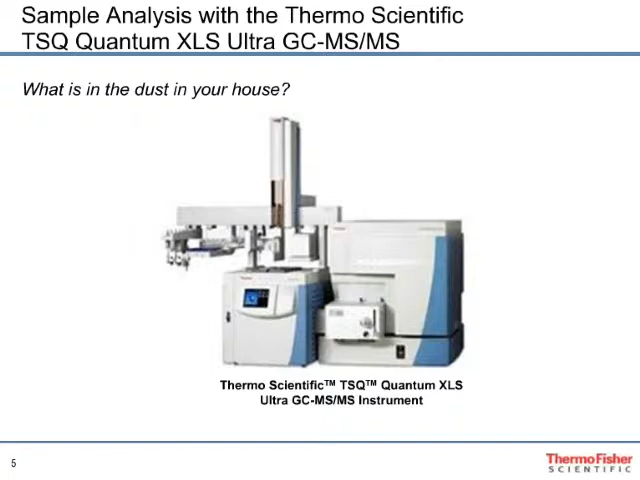 Sample Analysis with the Thermo Scientific
TSQ Quantum XLS Ultra GC-MS/MS
What is in the dust in your house?
Thermo Scientific™ TSQ™ Quantum XLS
Ultra GC-MS/MS Instrument
5
ThermoFisher
SCIENTIFIC